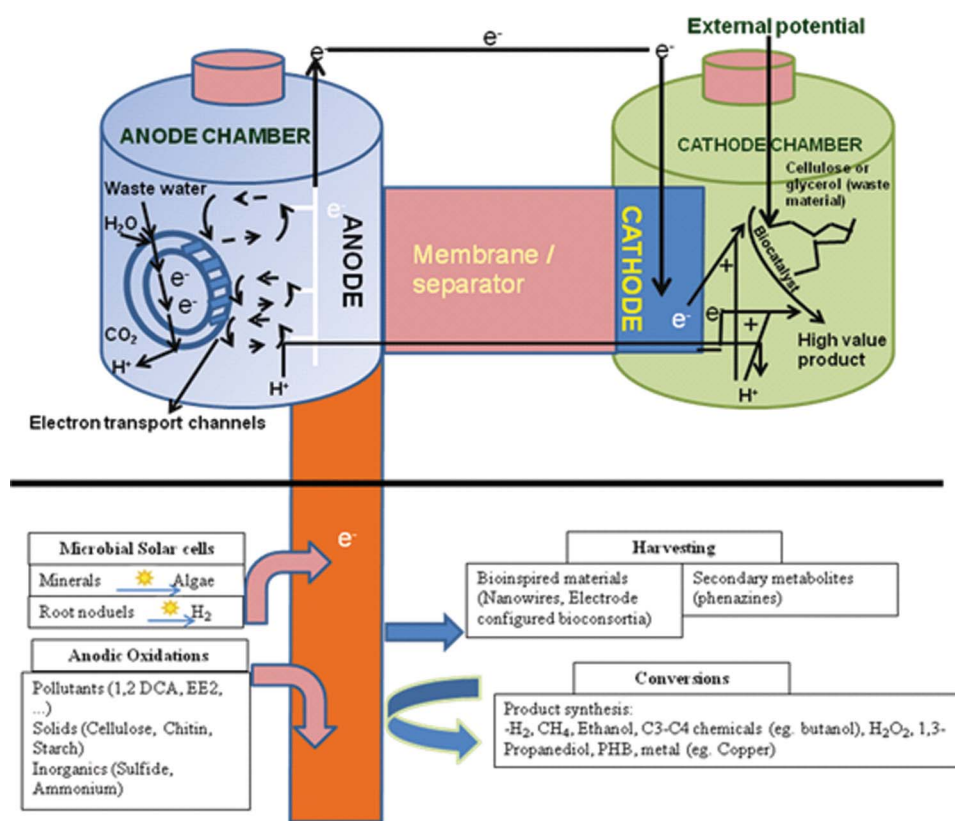 External potential
e-
e-
e-
ANODE CHAMBER
CATHODE CHAMBER
Waste water
Cellulose or
glycerol (waste
material)
H2O
e-
ANODE
Membrane /
separator
CATHODE
Biocatalyst
e-
e-
+
e-
e
+
CO2
H+
H+
High value
product
H+
Electron transport channels
e-
Microbial Solar cells
Minerals Algae
Root noduels H2
Harvesting
Bioinspired materials
(Nanowires, Electrode
configured bioconsortia)
Secondary metabolites
(phenazines)
Anodic Oxidations
Pollutants (1,2 DCA, EE2,
...)
Solids (Cellulose, Chitin,
Starch)
Inorganics (Sulfide,
Ammonium)
Conversions
Product synthesis:
-H2, CH4, Ethanol, C3-C4 chemicals (eg. butanol), H2O2, 1,3-
Propanediol, PHB, metal (eg. Copper)